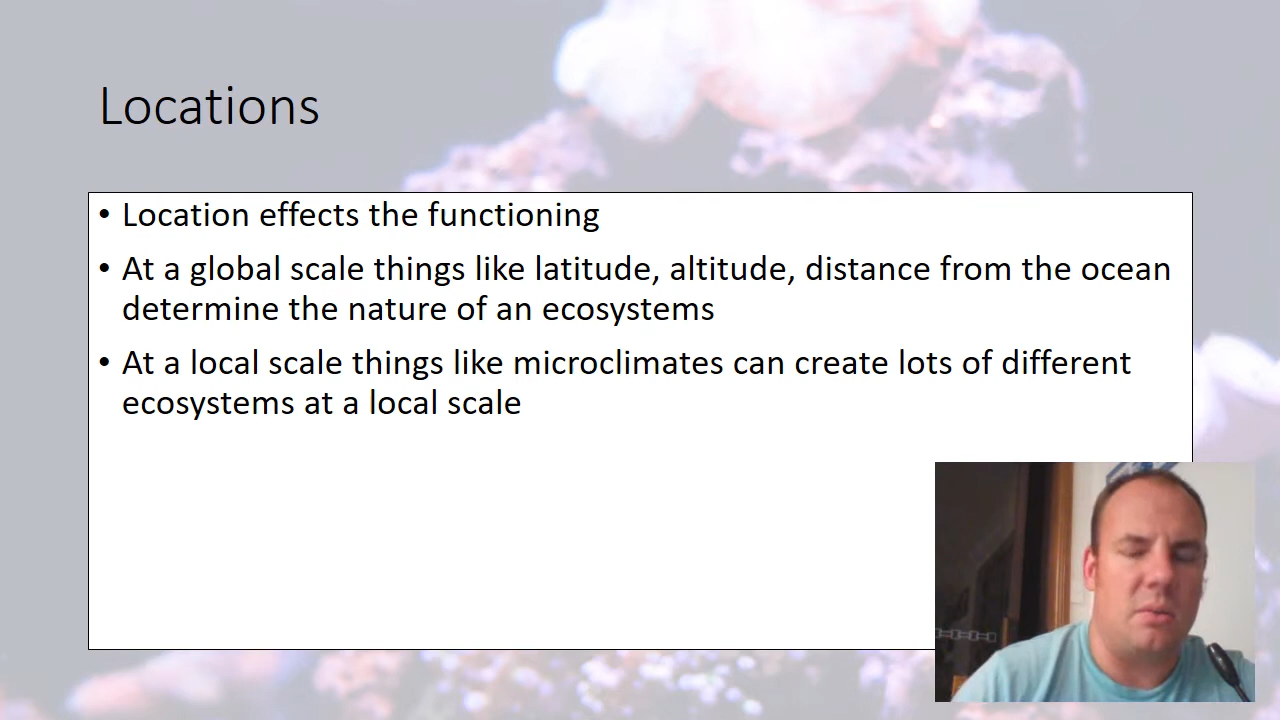 Locations
• Location effects the functioning
• At a global scale things like latitude, altitude, distance from the ocean
determine the nature of an ecosystems
• At a local scale things like microclimates can create lots of different
ecosystems at a local scale